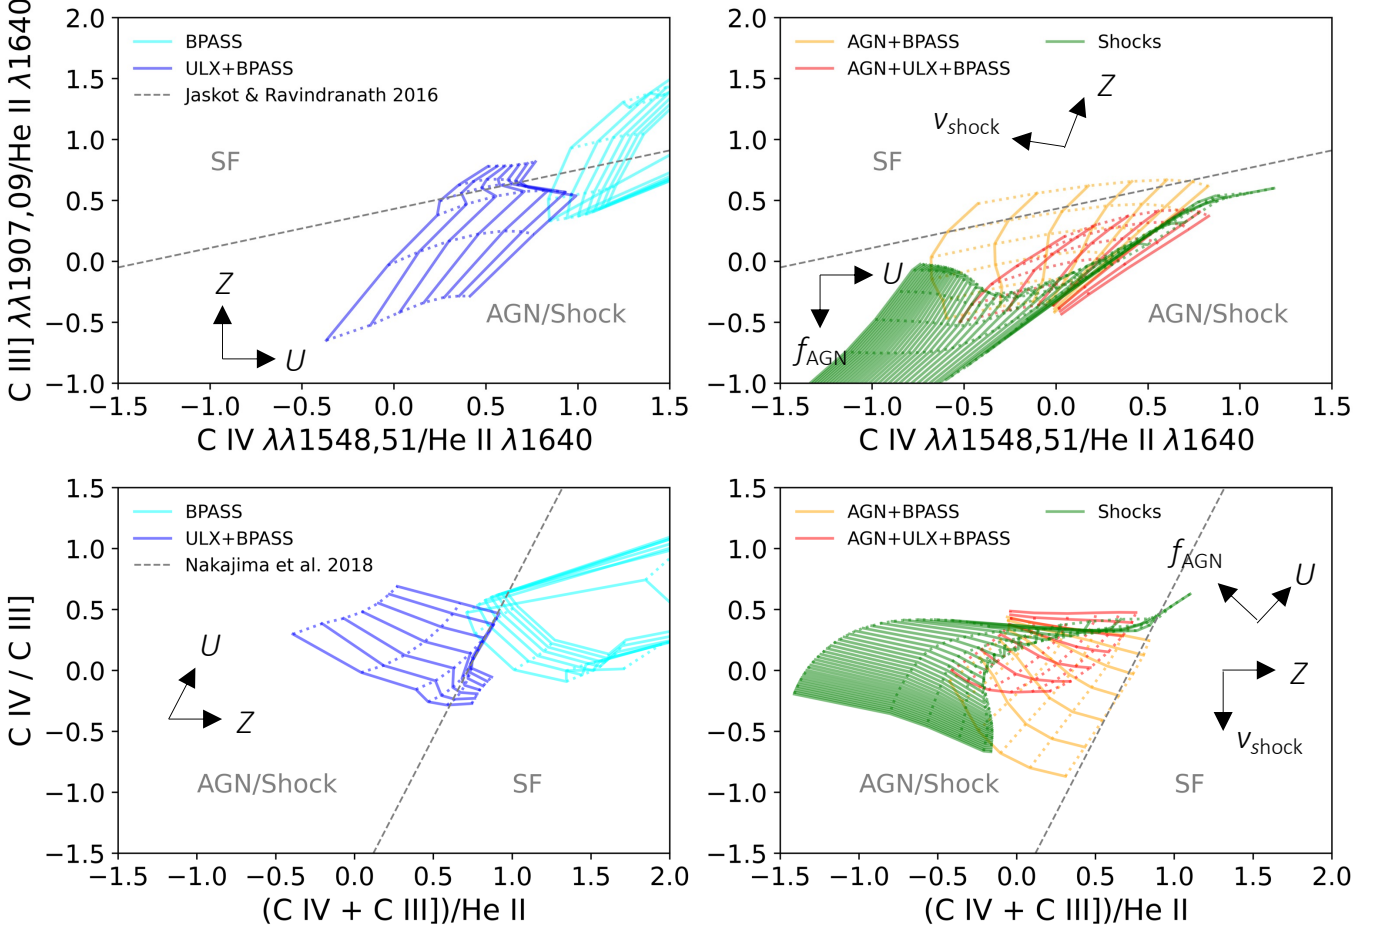 C III] λλ1907,09/He II λ1640
2.0
1.5
1.0
0.5
0.0
−0.5
−1.0
BPASS
ULX+BPASS
Jaskot & Ravindranath 2016
SF
Z
U
AGN/Shock
−1.5
−1.0
−0.5
0.0
0.5
1.0
1.5
C IV λλ1548,51/He II λ1640
2.0
1.5
1.0
0.5
0.0
−0.5
−1.0
AGN+BPASS
AGN+ULX+BPASS
Shocks
Z
vshock
SF
U
fAGN
AGN/Shock
−1.5
−1.0
−0.5
0.0
0.5
1.0
1.5
C IV λλ1548,51/He II λ1640
C IV / C III]
1.5
1.0
0.5
0.0
−0.5
−1.0
−1.5
BPASS
ULX+BPASS
Nakajima et al. 2018
U
Z
AGN/Shock
SF
−1.5
−1.0
−0.5
0.0
0.5
1.0
1.5
2.0
(C IV + C III])/He II
1.5
1.0
0.5
0.0
−0.5
−1.0
−1.5
AGN+BPASS
AGN+ULX+BPASS
Shocks
fAGN
U
Z
vshock
AGN/Shock
SF
−1.5
−1.0
−0.5
0.0
0.5
1.0
1.5
2.0
(C IV + C III])/He II